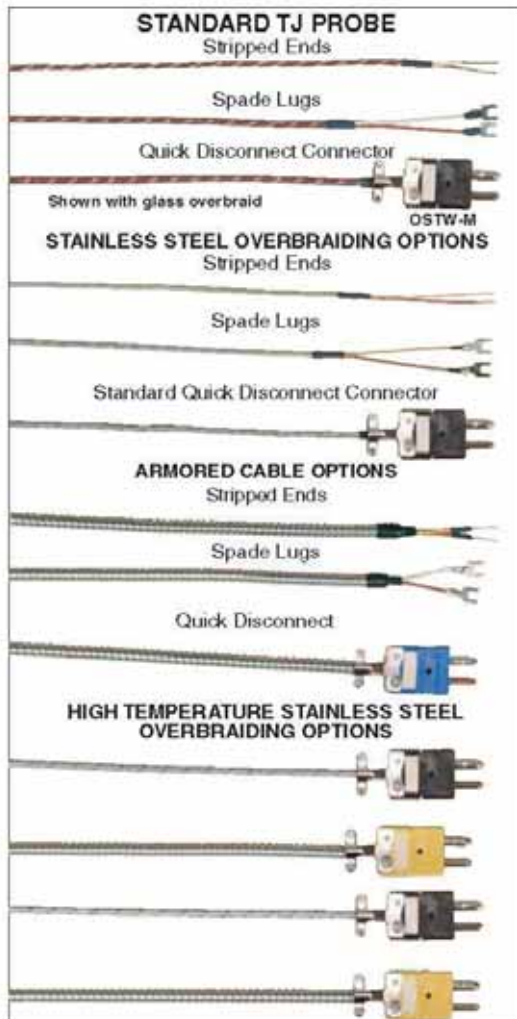 STANDARD TJ PROBE
Stripped Ends
Spade Lugs
Quick Disconnect Connector
Shown with glass overbraid
OSTW-M
STAINLESS STEEL OVERBRAIDING OPTIONS
Stripped Ends
Spade Lugs
Standard Quick Disconnect Connector
ARMORED CABLE OPTIONS
Stripped Ends
Spade Lugs
Quick Disconnect
HIGH TEMPERATURE STAINLESS STEEL
OVERBRAIDING OPTIONS